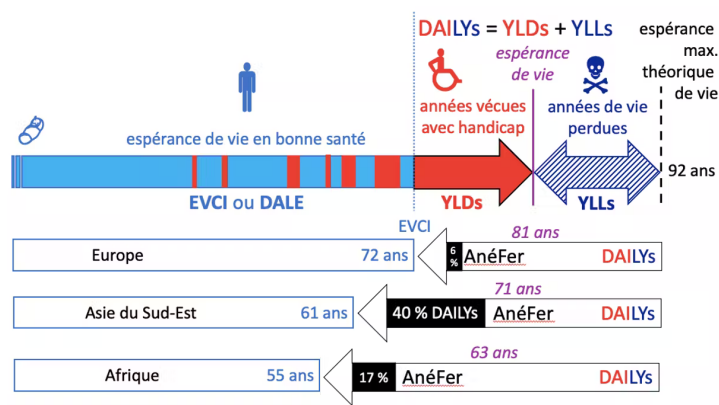 DAILYs = YLDs + YLLs
espérance
de vie
espérance
max.
théorique
de vie
espérance de vie en bonne santé
années vécues
avec handicap
années de vie
perdues
92 ans
EVCI ou DALE
YLDs
YLLs
EVCI
81 ans
Europe 72 ans 6 % AnéFer DAILYs
71 ans
Asie du Sud-Est 61 ans 40 % DAILYs AnéFer DAILYs
63 ans
Afrique 55 ans 17 % AnéFer DAILYs